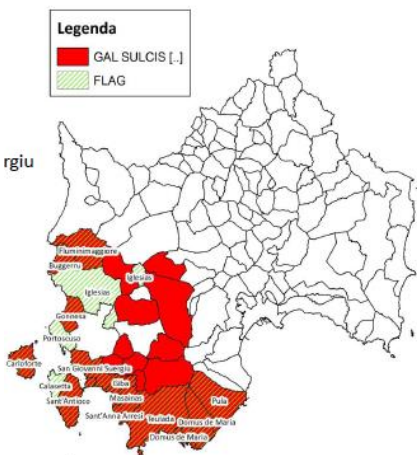 Legenda
GAL SULCIS [..]
FLAG
rgiu
Fluminimaggiore
Buggerru
Iglesias
Iglesias
Gonnesa
Portoscuso
Carloforte
San Giovanni Suergiu
Calasetta
Giba
Sant'Antioco
Masainas
Pula
Sant'Anna Arresi
Teulada
Domus de Maria
Domus de Maria